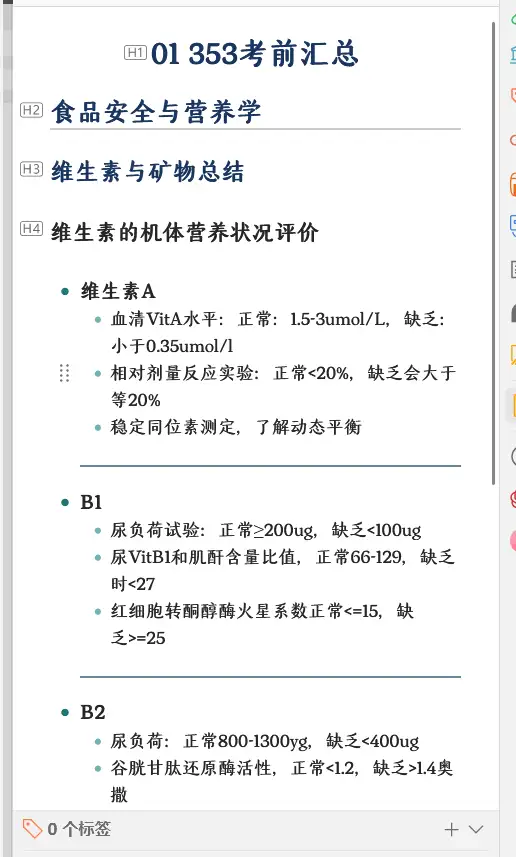 H1 01 353考前汇总
H2 食品安全与营养学
H3 维生素与矿物总结
H4 维生素的机体营养状况评价
维生素A
血清VitA水平：正常：1.5-3umol/L，缺乏：
小于0.35umol/l
相对剂量反应实验：正常<20%，缺乏会大于
等20%
稳定同位素测定，了解动态平衡
B1
尿负荷试验：正常≥200ug，缺乏<100ug
尿VitB1和肌酐含量比值，正常66-129，缺乏
时<27
红细胞转酮醇酶火星系数正常<=15，缺
乏>=25
B2
尿负荷：正常800-1300yg，缺乏<400ug
谷胱甘肽还原酶活性，正常<1.2，缺乏>1.4奥
撒
0 个标签